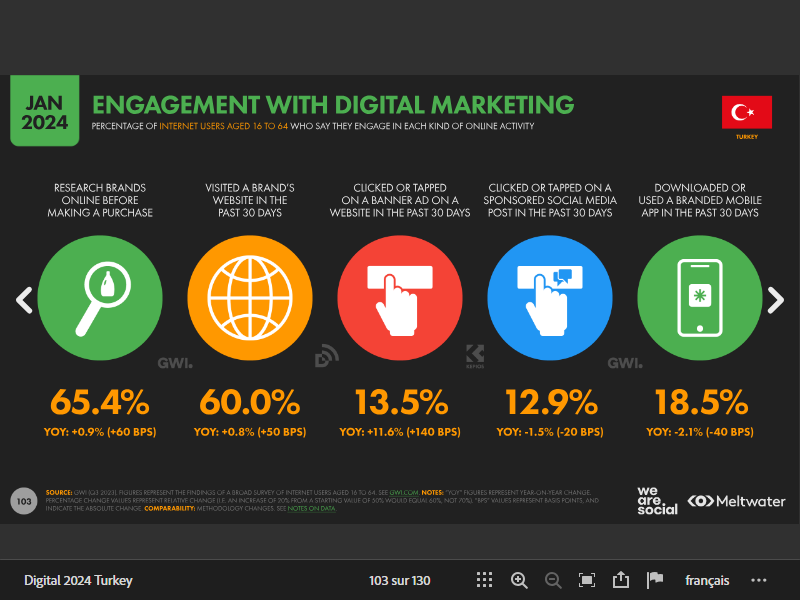 JAN
2024
ENGAGEMENT WITH DIGITAL MARKETING
PERCENTAGE OF INTERNET USERS AGED 16 TO 64 WHO SAY THEY ENGAGE IN EACH KIND OF ONLINE ACTIVITY
TURKEY
RESEARCH BRANDS
ONLINE BEFORE
MAKING A PURCHASE
VISITED A BRAND'S
WEBSITE IN THE
PAST 30 DAYS
CLICKED OR TAPPED
ON A BANNER AD ON A
WEBSITE IN THE PAST 30 DAYS
CLICKED OR TAPPED ON A
SPONSORED SOCIAL MEDIA
POST IN THE PAST 30 DAYS
DOWNLOADED OR
USED A BRANDED MOBILE
APP IN THE PAST 30 DAYS
GWI.
KEPIOS
GWI.
65.4%
YOY: +0.9% (+60 BPS)
60.0%
YOY: +0.8% (+50 BPS)
13.5%
YOY: +11.6% (+140 BPS)
12.9%
YOY: -1.5% (-20 BPS)
18.5%
YOY: -2.1% (-40 BPS)
103
SOURCE: GWI (Q3 2023). FIGURES REPRESENT THE FINDINGS OF A BROAD SURVEY OF INTERNET USERS AGED 16 TO 64. SEE GWI.COM. NOTES: "YOY" FIGURES REPRESENT YEAR-ON-YEAR CHANGE.
PERCENTAGE CHANGE VALUES REPRESENT RELATIVE CHANGE (I.E. AN INCREASE OF 20% FROM A STARTING VALUE OF 50% WOULD EQUAL 60%, NOT 70%). "BPS" VALUES REPRESENT BASIS POINTS, AND
INDICATE THE ABSOLUTE CHANGE. COMPARABILITY: METHODOLOGY CHANGES. SEE NOTES ON DATA.
we
are.
social
Meltwater
Digital 2024 Turkey
103 sur 130
français